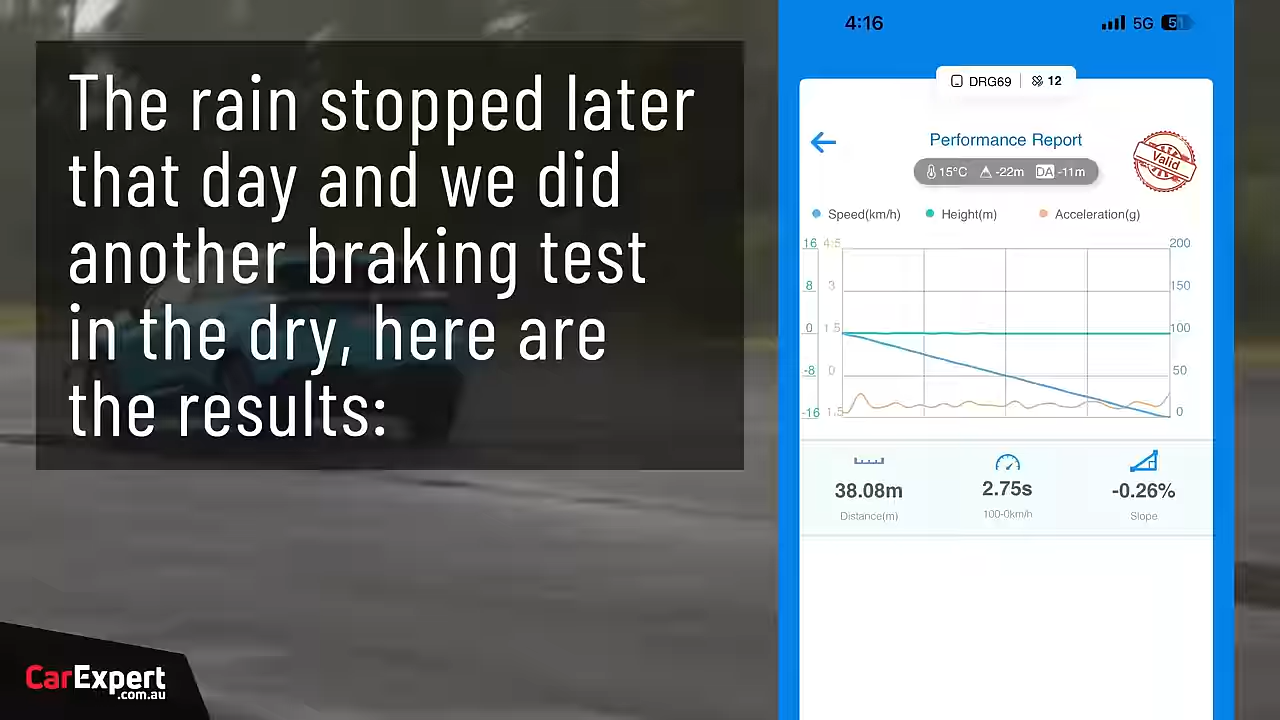 The rain stopped later
that day and we did
another braking test
in the dry, here are
the results:
CarExpert
.com.au
4:16
5G 51
DRG69 12
Performance Report
Valid
15°C -22m DA -11m
Speed(km/h) Height(m) Acceleration(g)
16 4.5 200
8 3 150
0 1.5 100
-8 0 50
-16 1.5 0
38.08m 2.75s -0.26%
Distance(m) 100-0km/h Slope